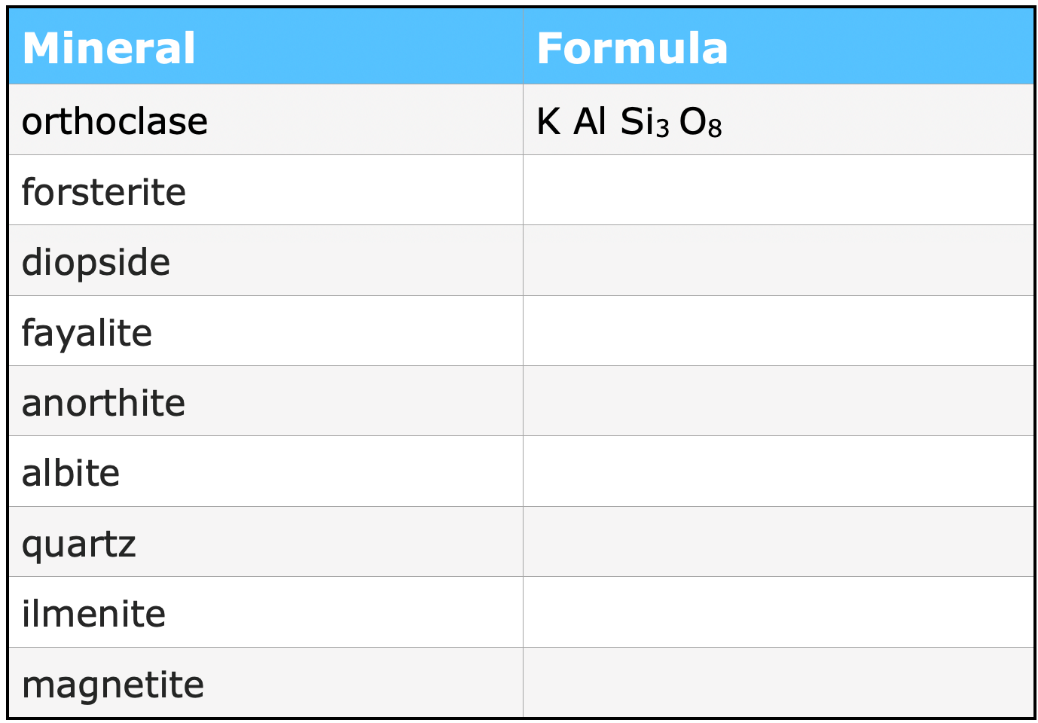 Mineral Formula
orthoclase K Al Si₃ O₈
forsterite
diopside
fayalite
anorthite
albite
quartz
ilmenite
magnetite